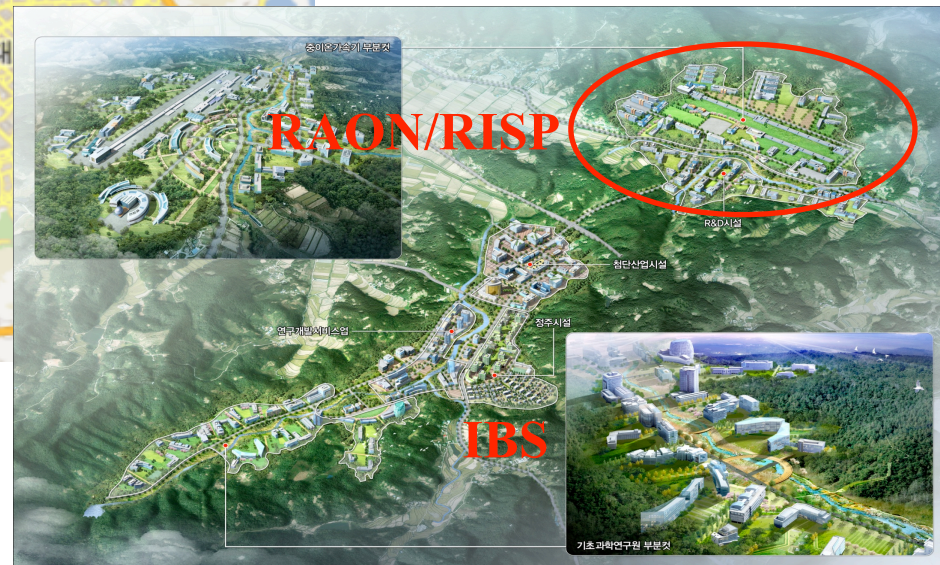 중이온가속기 부분컷
RAON/RISP
R&D시설
첨단산업시설
정주시설
연구개발서비스업
IBS
기초과학연구원 부분컷